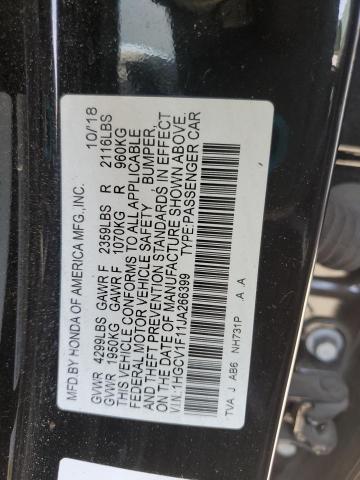 MFD. BY HONDA OF AMERICA MFG.,INC. 10/18
GVWR 4299LBS GAWR F 2359LBS R 2116LBS
GVWR 1950KG GAWR F 1070KG R 960KG
THIS VEHICLE CONFORMS TO ALL APPLICABLE
FEDERAL MOTOR VEHICLE SAFETY BUMPER,
AND THEFT PREVENTION STANDARDS IN EFFECT
ON THE DATE OF MANUFACTURE SHOWN ABOVE.
V.I.N.:1HGCV1F11JA266399 TYPE:PASSENGER CAR
TVA J AB6 NH731P A A